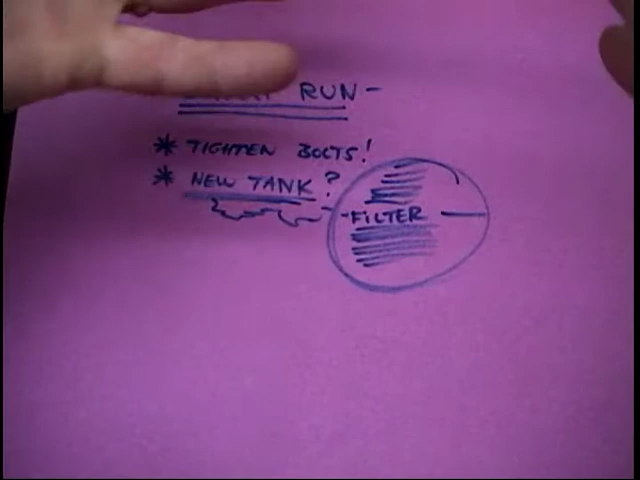 RUN-
* TIGHTEN BOLTS!
* NEW TANK?
-FILTER